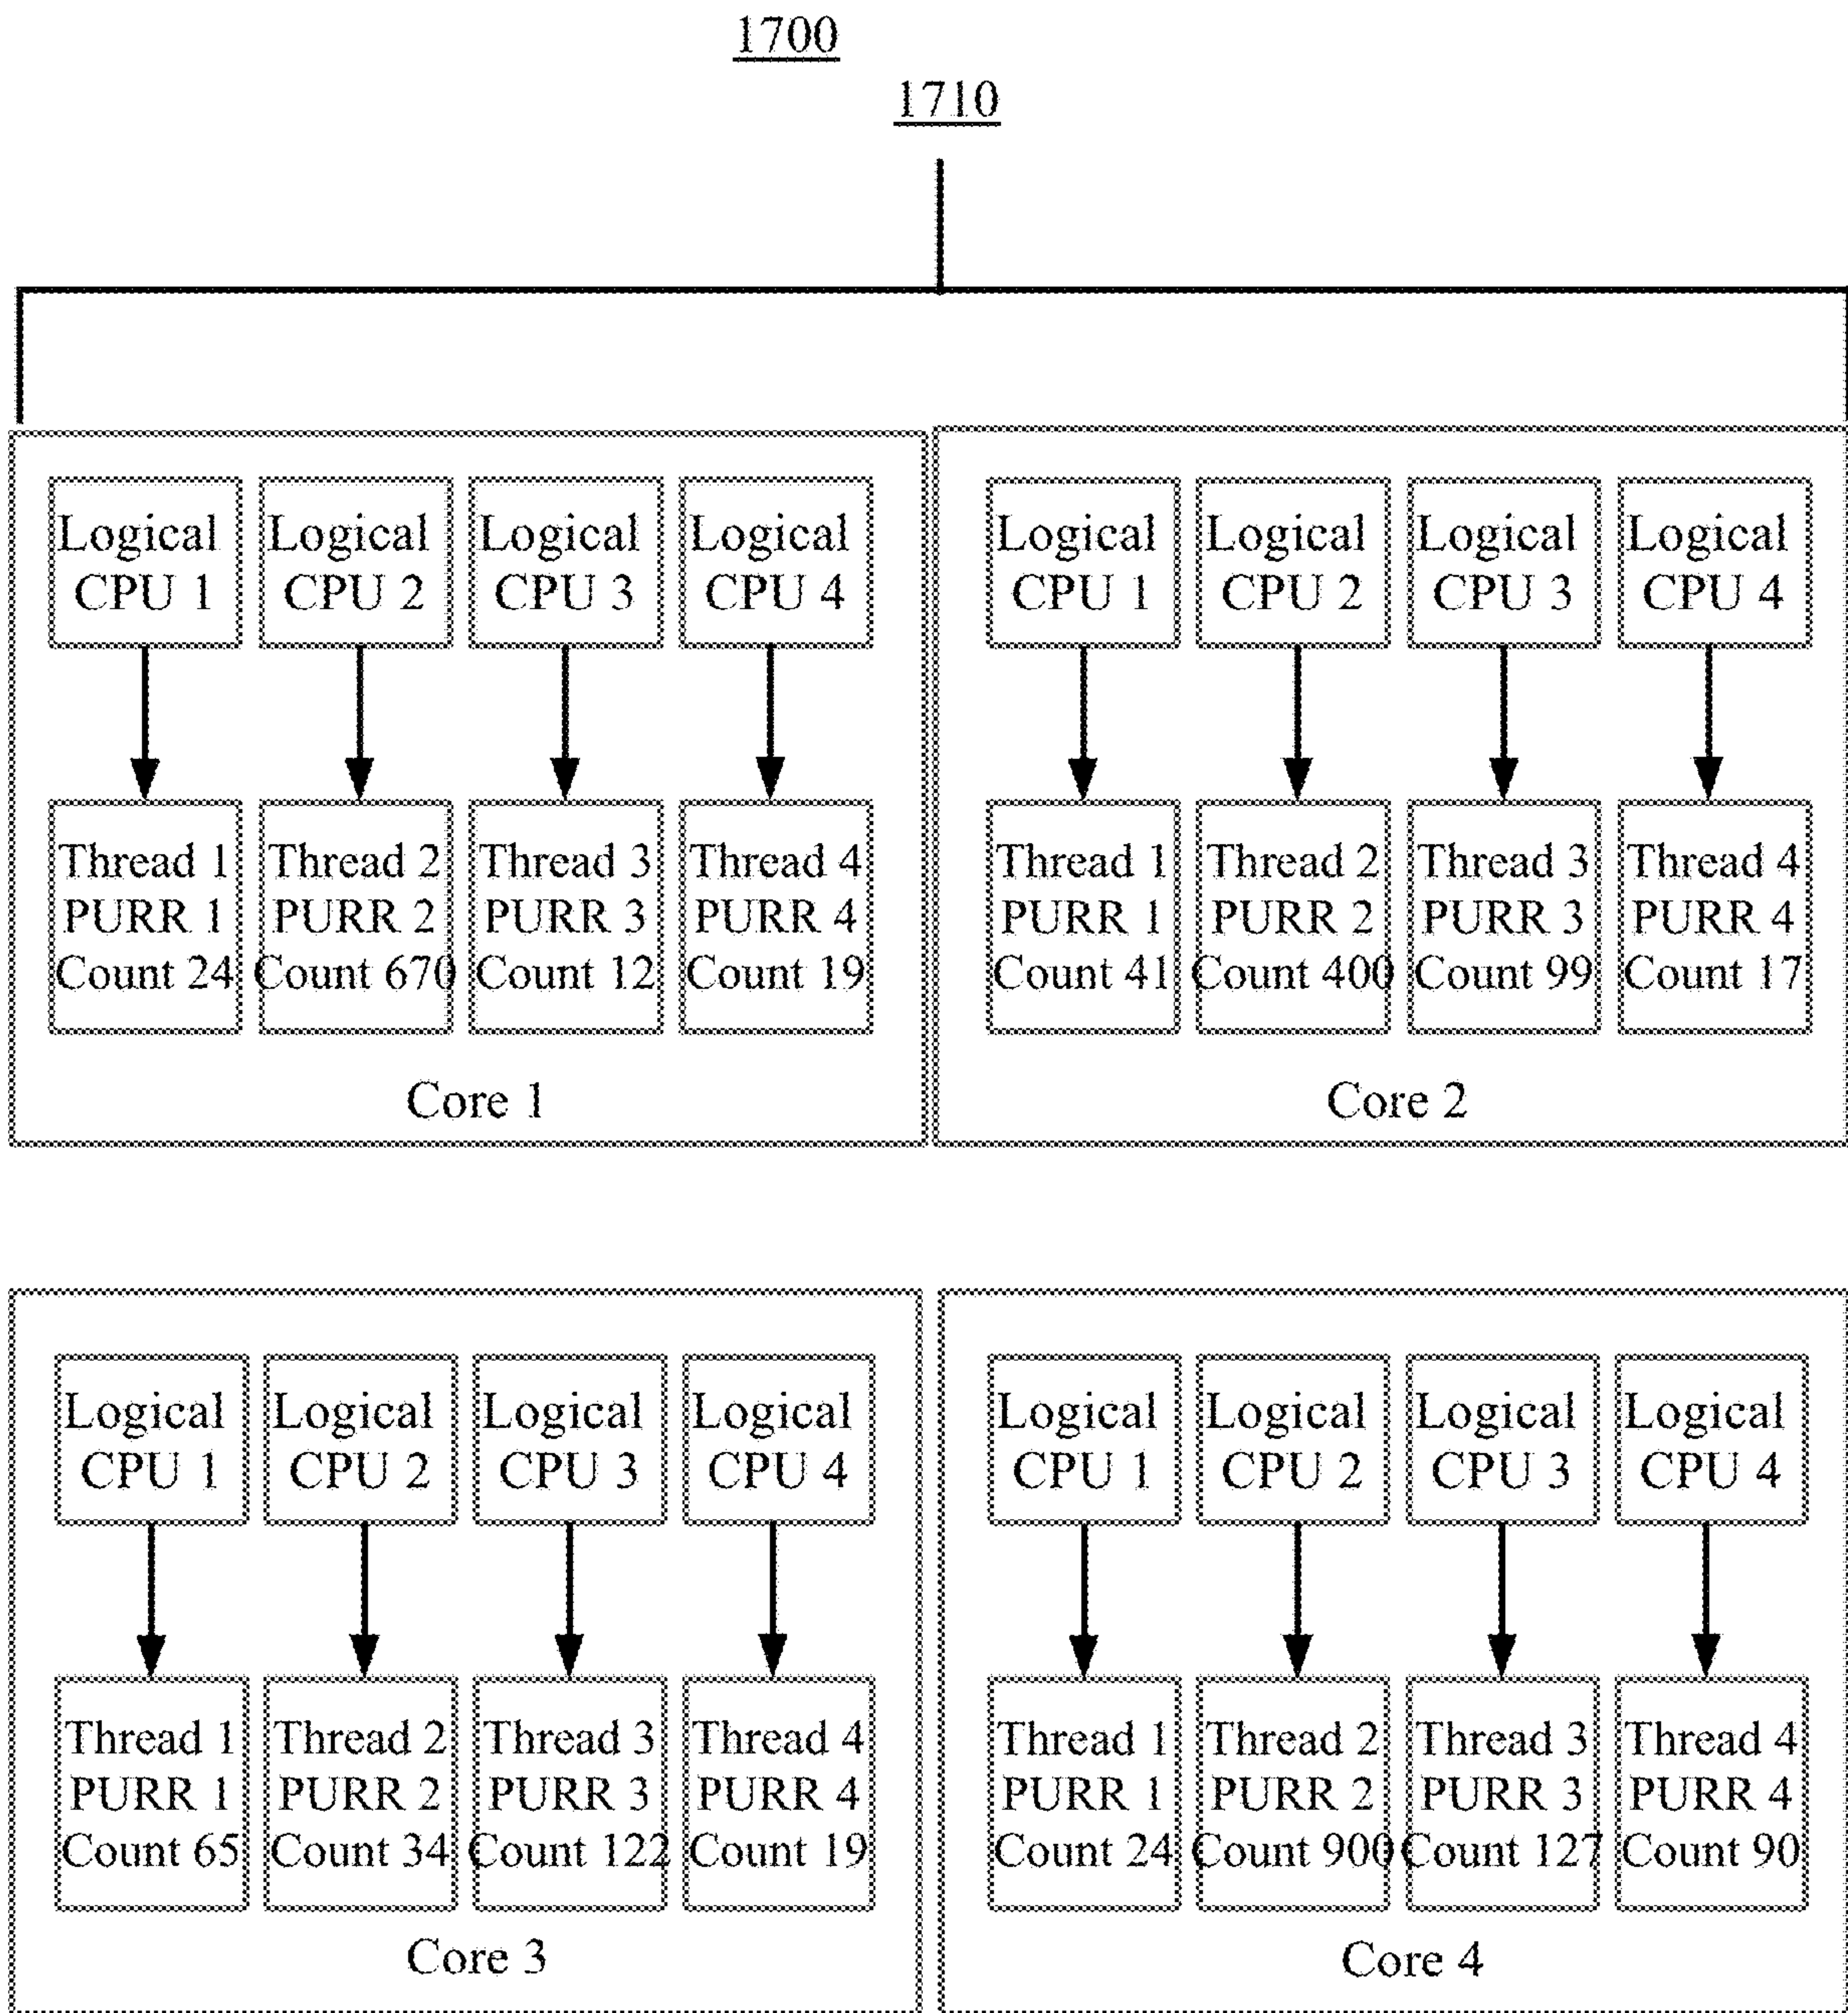 1700
1710
Logical CPU 1
Logical CPU 2
Logical CPU 3
Logical CPU 4
Thread 1 PURR 1 Count 24
Thread 2 PURR 2 Count 670
Thread 3 PURR 3 Count 12
Thread 4 PURR 4 Count 19
Core 1
Logical CPU 1
Logical CPU 2
Logical CPU 3
Logical CPU 4
Thread 1 PURR 1 Count 41
Thread 2 PURR 2 Count 400
Thread 3 PURR 3 Count 99
Thread 4 PURR 4 Count 17
Core 2
Logical CPU 1
Logical CPU 2
Logical CPU 3
Logical CPU 4
Thread 1 PURR 1 Count 65
Thread 2 PURR 2 Count 34
Thread 3 PURR 3 Count 122
Thread 4 PURR 4 Count 19
Core 3
Logical CPU 1
Logical CPU 2
Logical CPU 3
Logical CPU 4
Thread 1 PURR 1 Count 24
Thread 2 PURR 2 Count 900
Thread 3 PURR 3 Count 127
Thread 4 PURR 4 Count 90
Core 4